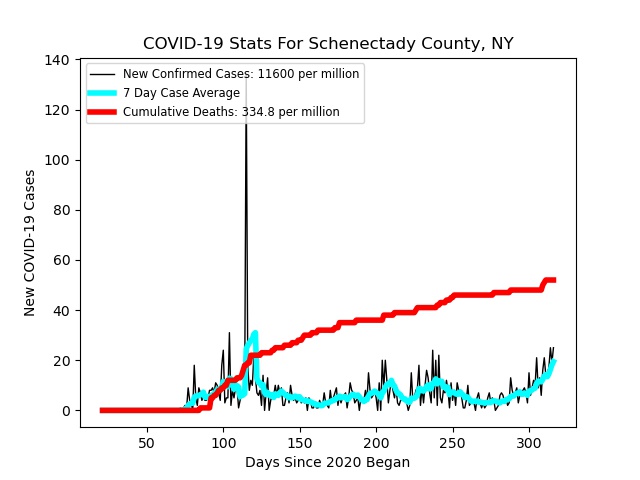 COVID-19 Stats For Schenectady County, NY
New Confirmed Cases: 11600 per million
7 Day Case Average
Cumulative Deaths: 334.8 per million
New COVID-19 Cases
140
120
100
80
60
40
20
0
50
100
150
200
250
300
Days Since 2020 Began